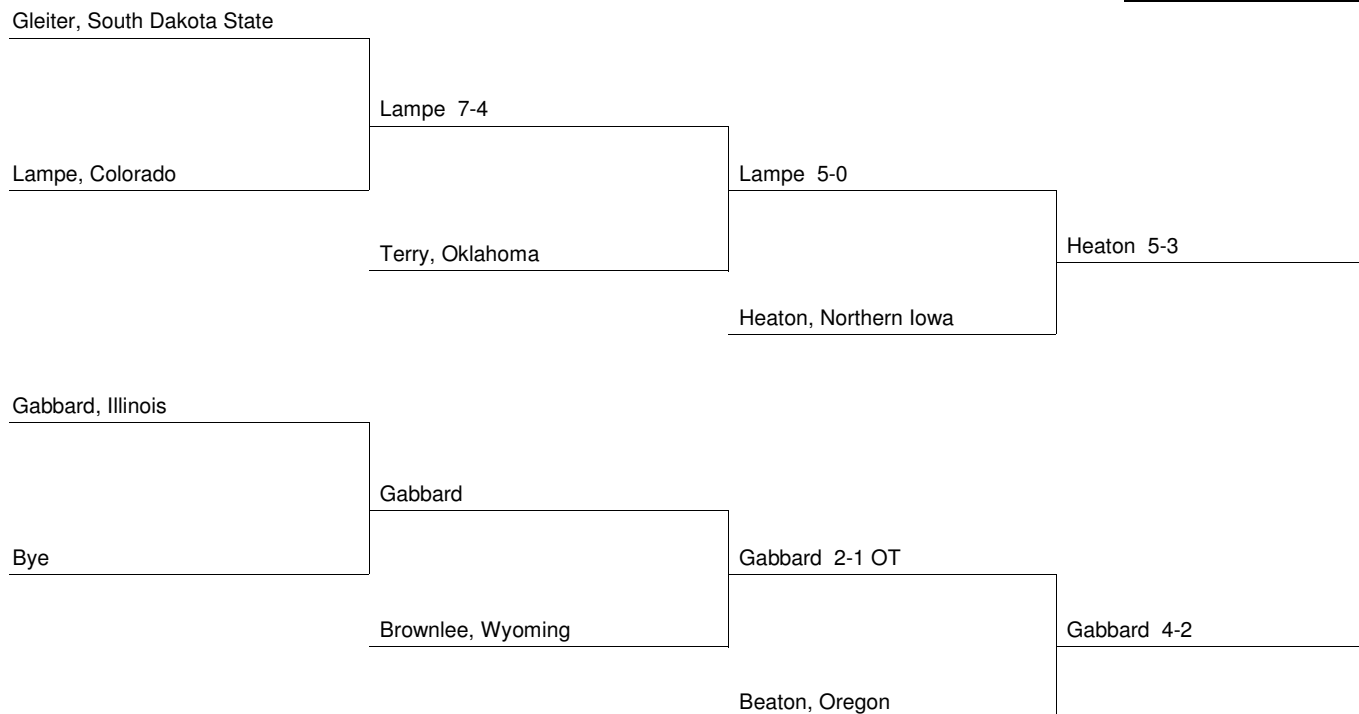 Gleiter, South Dakota State
Lampe 7-4
Lampe, Colorado
Lampe 5-0
Terry, Oklahoma
Heaton 5-3
Heaton, Northern Iowa
Gabbard, Illinois
Gabbard
Bye
Gabbard 2-1 OT
Brownlee, Wyoming
Gabbard 4-2
Beaton, Oregon